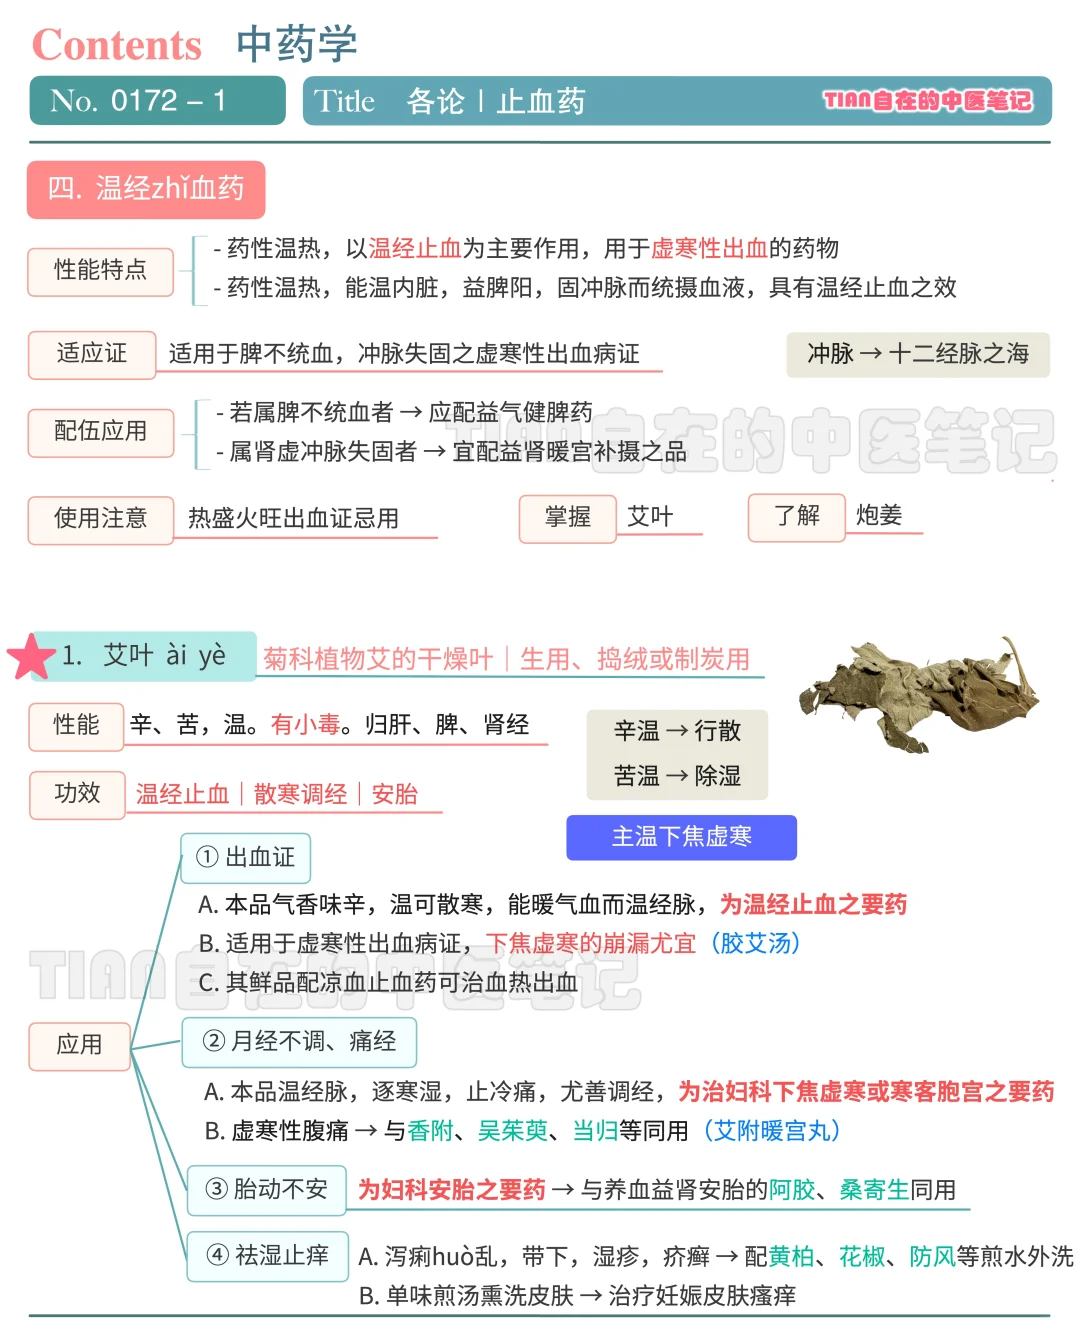 Contents 中药学
No. 0172 – 1 Title 各论 | 止血药 TIAN自在的中医笔记
四. 温经zhǐ血药
性能特点
- 药性温热，以温经止血为主要作用，用于虚寒性出血的药物
- 药性温热，能温内脏，益脾阳，固冲脉而统摄血液，具有温经止血之效
适应证 适用于脾不统血，冲脉失固之虚寒性出血病证 冲脉 → 十二经脉之海
配伍应用
- 若属脾不统血者 → 应配益气健脾药
- 属肾虚冲脉失固者 → 宜配益肾暖宫补摄之品
TIAN自在的中医笔记
使用注意 热盛火旺出血证忌用 掌握 艾叶 了解 炮姜
1. 艾叶 ài yè 菊科植物艾的干燥叶 | 生用、捣绒或制炭用
性能 辛、苦，温。有小毒。归肝、脾、肾经
辛温 → 行散
苦温 → 除湿
功效 温经止血 | 散寒调经 | 安胎
主温下焦虚寒
应用
① 出血证
A. 本品气香味辛，温可散寒，能暖气血而温经脉，为温经止血之要药
B. 适用于虚寒性出血病证，下焦虚寒的崩漏尤宜（胶艾汤）
C. 其鲜品配凉血止血药可治血热出血
TIAN自在的中医笔记
② 月经不调、痛经
A. 本品温经脉，逐寒湿，止冷痛，尤善调经，为治妇科下焦虚寒或寒客胞宫之要药
B. 虚寒性腹痛 → 与香附、吴茱萸、当归等同用（艾附暖宫丸）
③ 胎动不安 为妇科安胎之要药 → 与养血益肾安胎的阿胶、桑寄生同用
④ 祛湿止痒 A. 泻痢huò乱，带下，湿疹，疥癣 → 配黄柏、花椒、防风等煎水外洗
B. 单味煎汤熏洗皮肤 → 治疗妊娠皮肤瘙痒